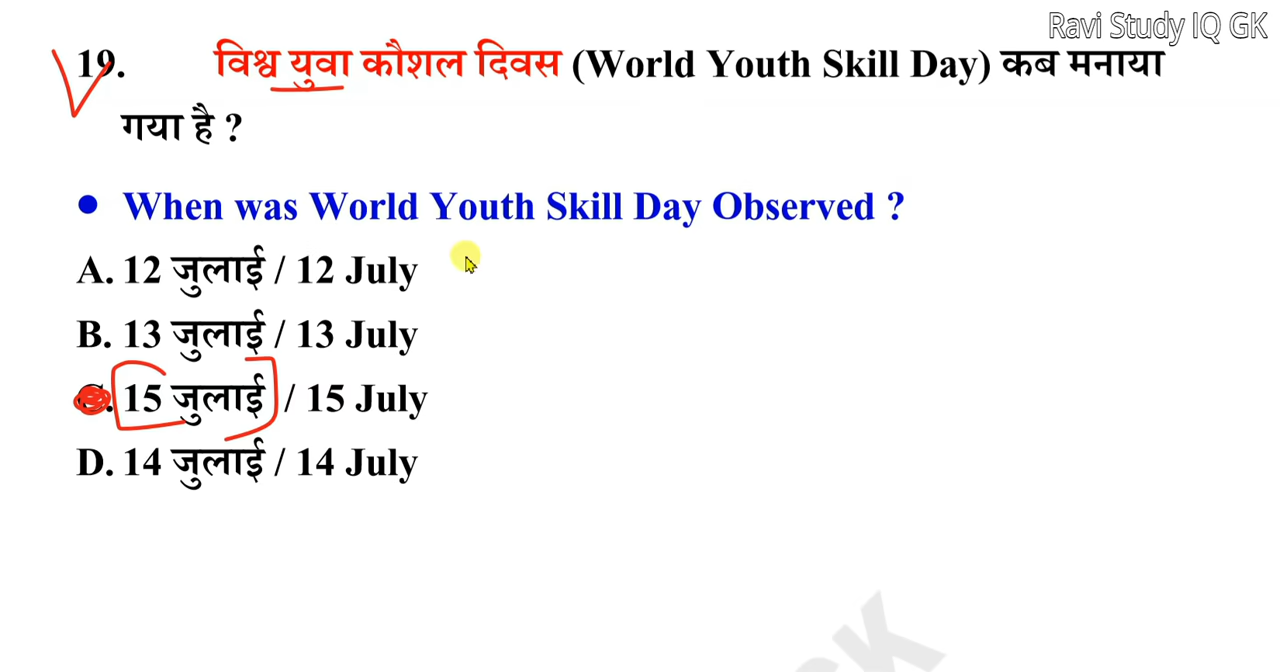 Ravi Study IQ GK
19. विश्व युवा कौशल दिवस (World Youth Skill Day) कब मनाया
गया है ?
• When was World Youth Skill Day Observed ?
A. 12 जुलाई / 12 July
B. 13 जुलाई / 13 July
C. 15 जुलाई / 15 July
D. 14 जुलाई / 14 July
GK